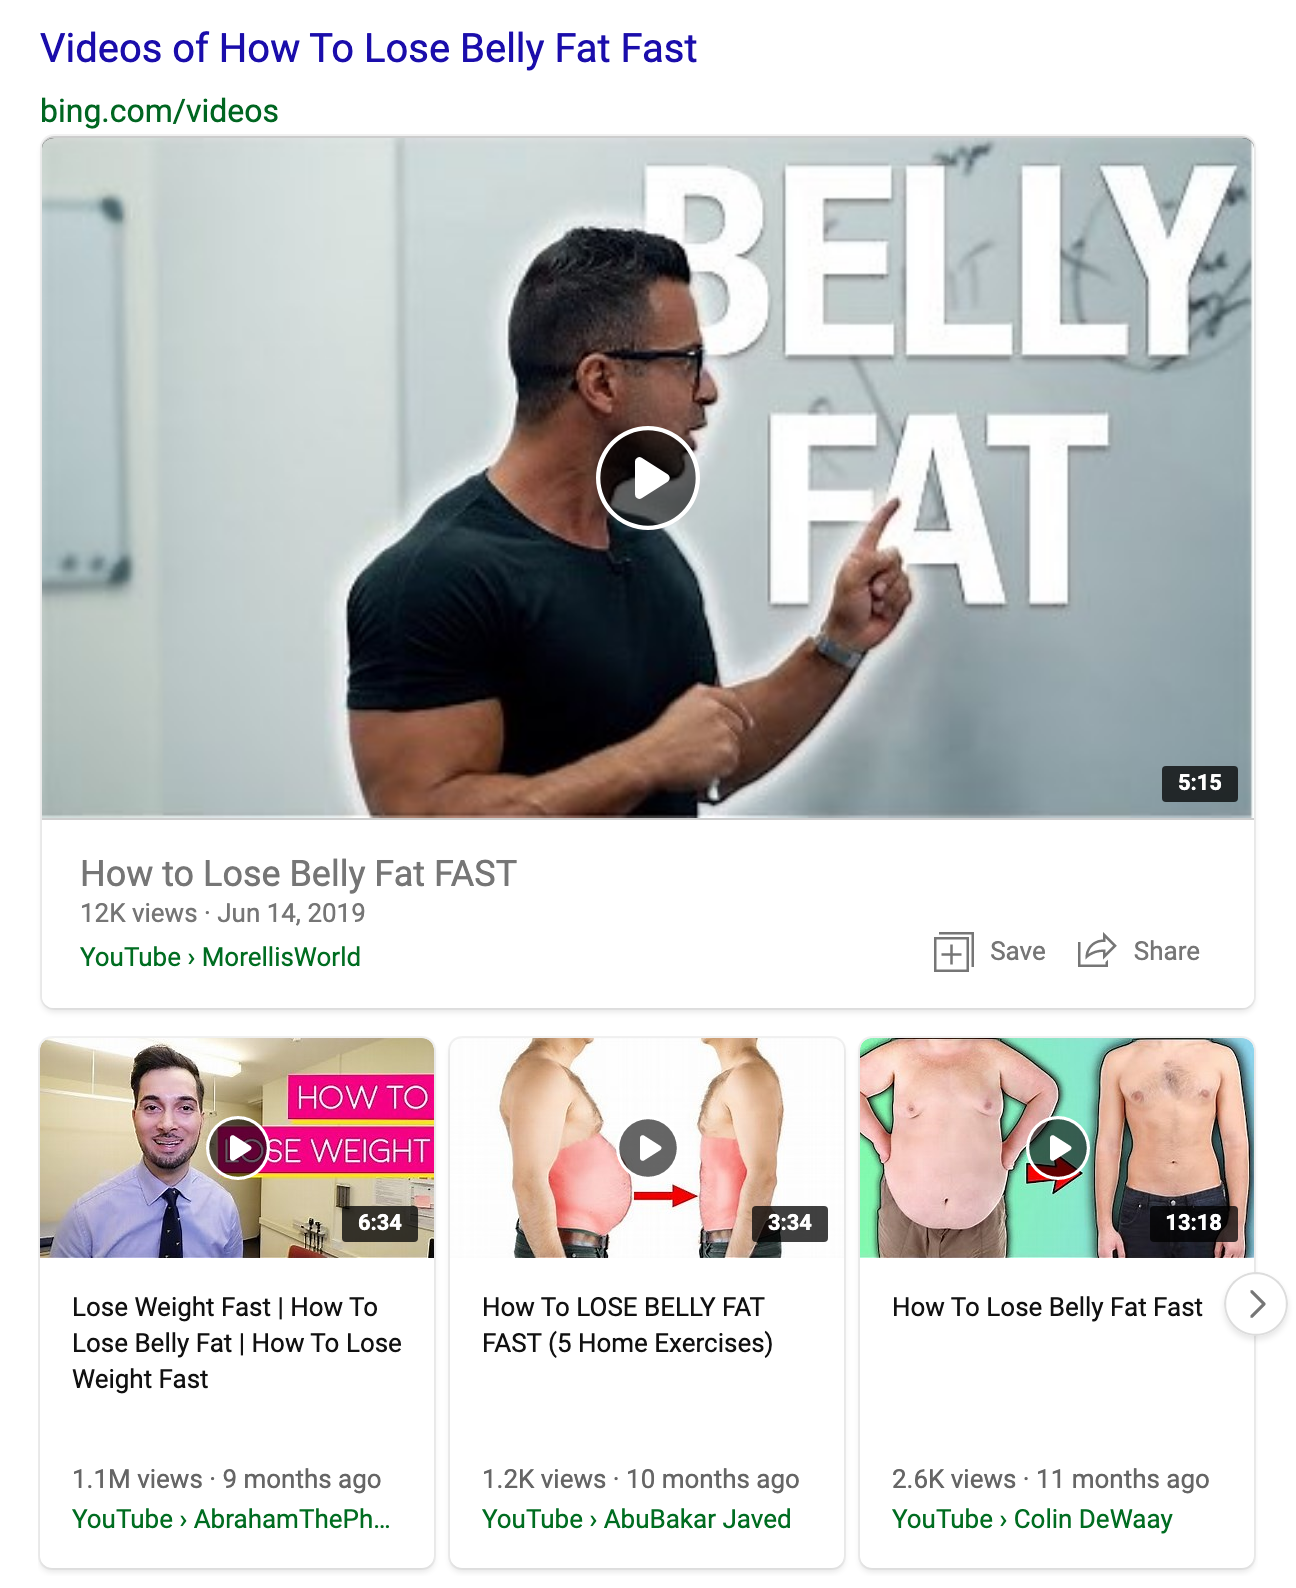 Videos of How To Lose Belly Fat Fast
bing.com/videos
BELLY
FAT
5:15
How to Lose Belly Fat FAST
12K views · Jun 14, 2019
YouTube › MorellisWorld
Save
Share
HOW TO
LOSE WEIGHT
6:34
Lose Weight Fast | How To
Lose Belly Fat | How To Lose
Weight Fast
1.1M views · 9 months ago
YouTube › AbrahamThePh...
3:34
How To LOSE BELLY FAT
FAST (5 Home Exercises)
1.2K views · 10 months ago
YouTube › AbuBakar Javed
13:18
How To Lose Belly Fat Fast
2.6K views · 11 months ago
YouTube › Colin DeWaay